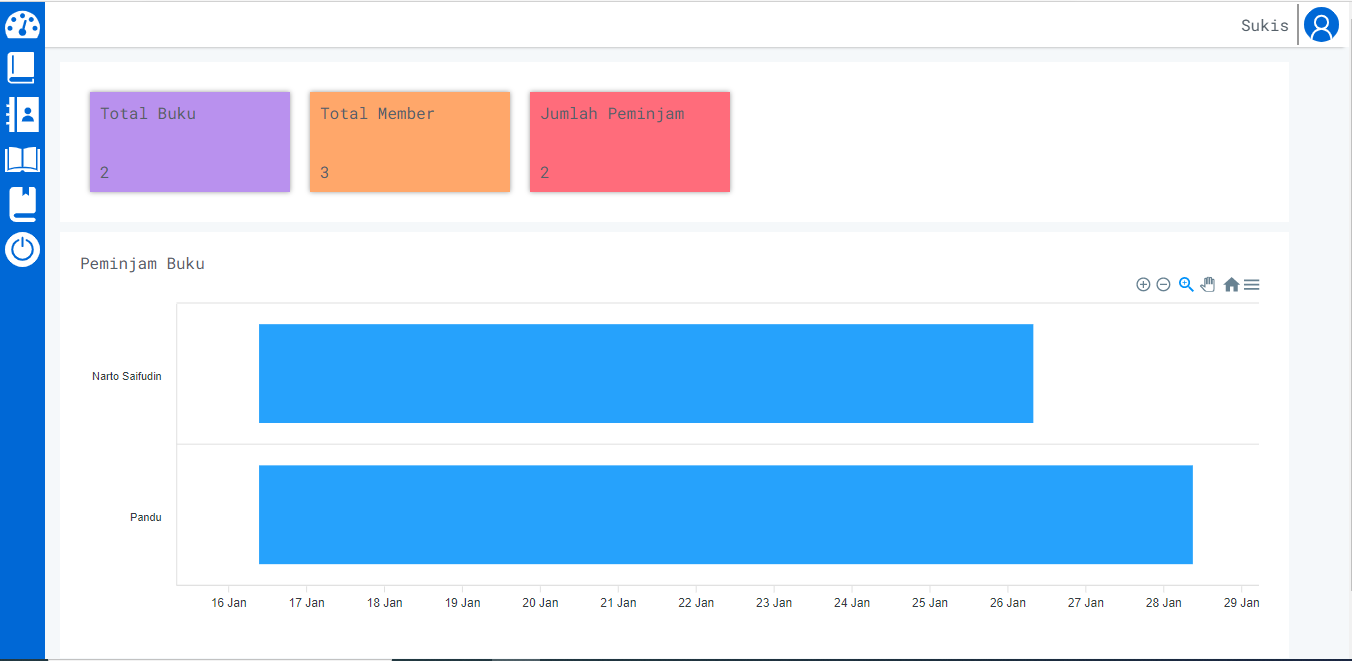 Sukis
Total Buku
2
Total Member
3
Jumlah Peminjam
2
Peminjam Buku
Narto Saifudin
Pandu
16 Jan 17 Jan 18 Jan 19 Jan 20 Jan 21 Jan 22 Jan 23 Jan 24 Jan 25 Jan 26 Jan 27 Jan 28 Jan 29 Jan